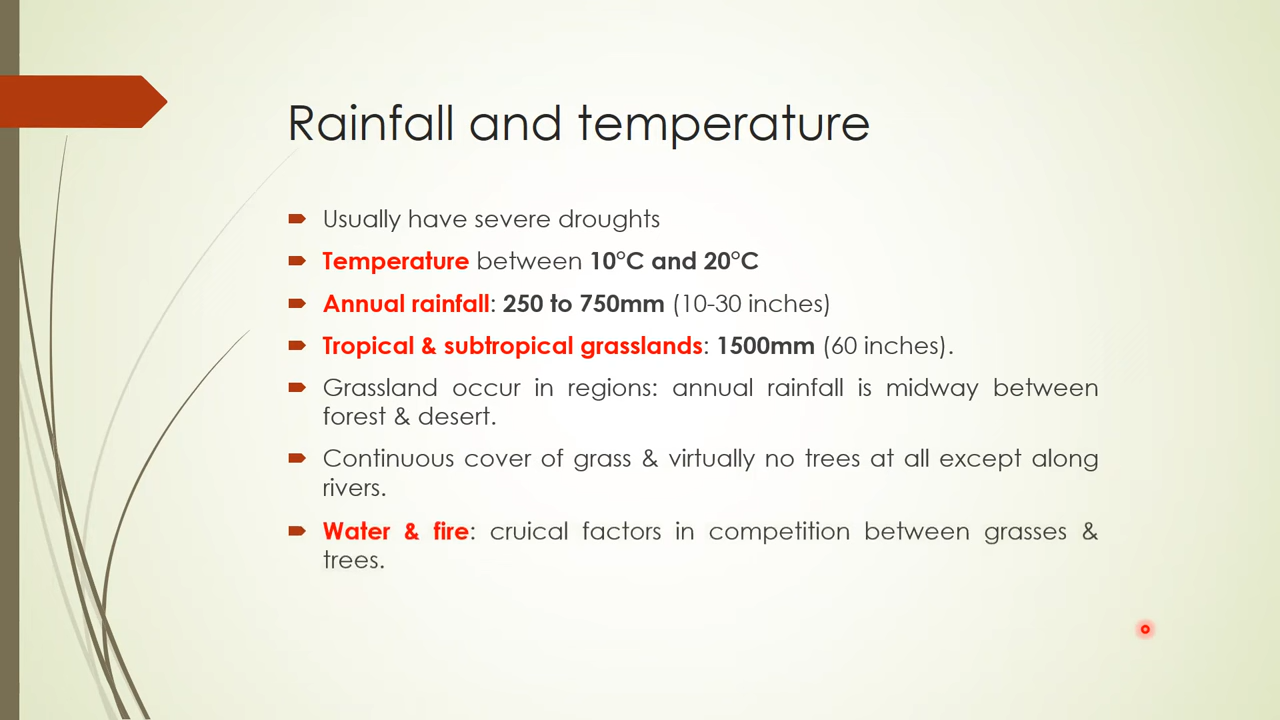 Rainfall and temperature
Usually have severe droughts
Temperature between 10°C and 20°C
Annual rainfall: 250 to 750mm (10-30 inches)
Tropical & subtropical grasslands: 1500mm (60 inches).
Grassland occur in regions: annual rainfall is midway between
forest & desert.
Continuous cover of grass & virtually no trees at all except along
rivers.
Water & fire: cruical factors in competition between grasses &
trees.